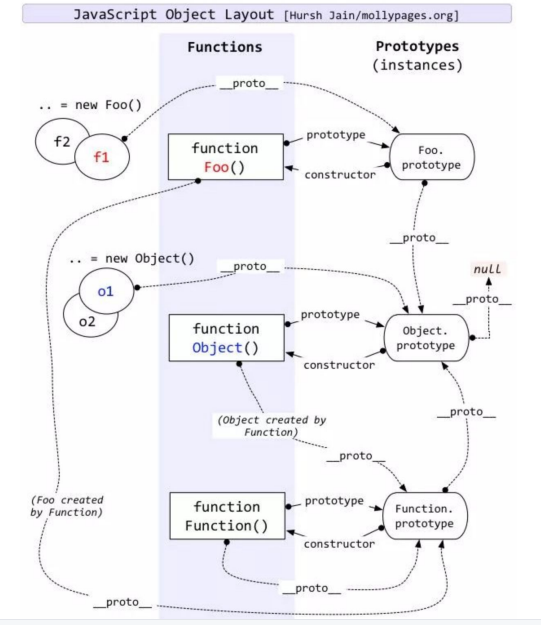 JavaScript Object Layout [Hursh Jain/mollypages.org]
Functions
Prototypes
(instances)
__proto__
.. = new Foo()
f2
f1
function
Foo()
prototype
constructor
Foo.
prototype
__proto__
.. = new Object()
__proto__
null
o1
o2
__proto__
function
Object()
prototype
constructor
Object.
prototype
(Object created by
Function)
__proto__
__proto__
(Foo created
by Function)
function
Function()
prototype
constructor
Function.
prototype
__proto__
__proto__